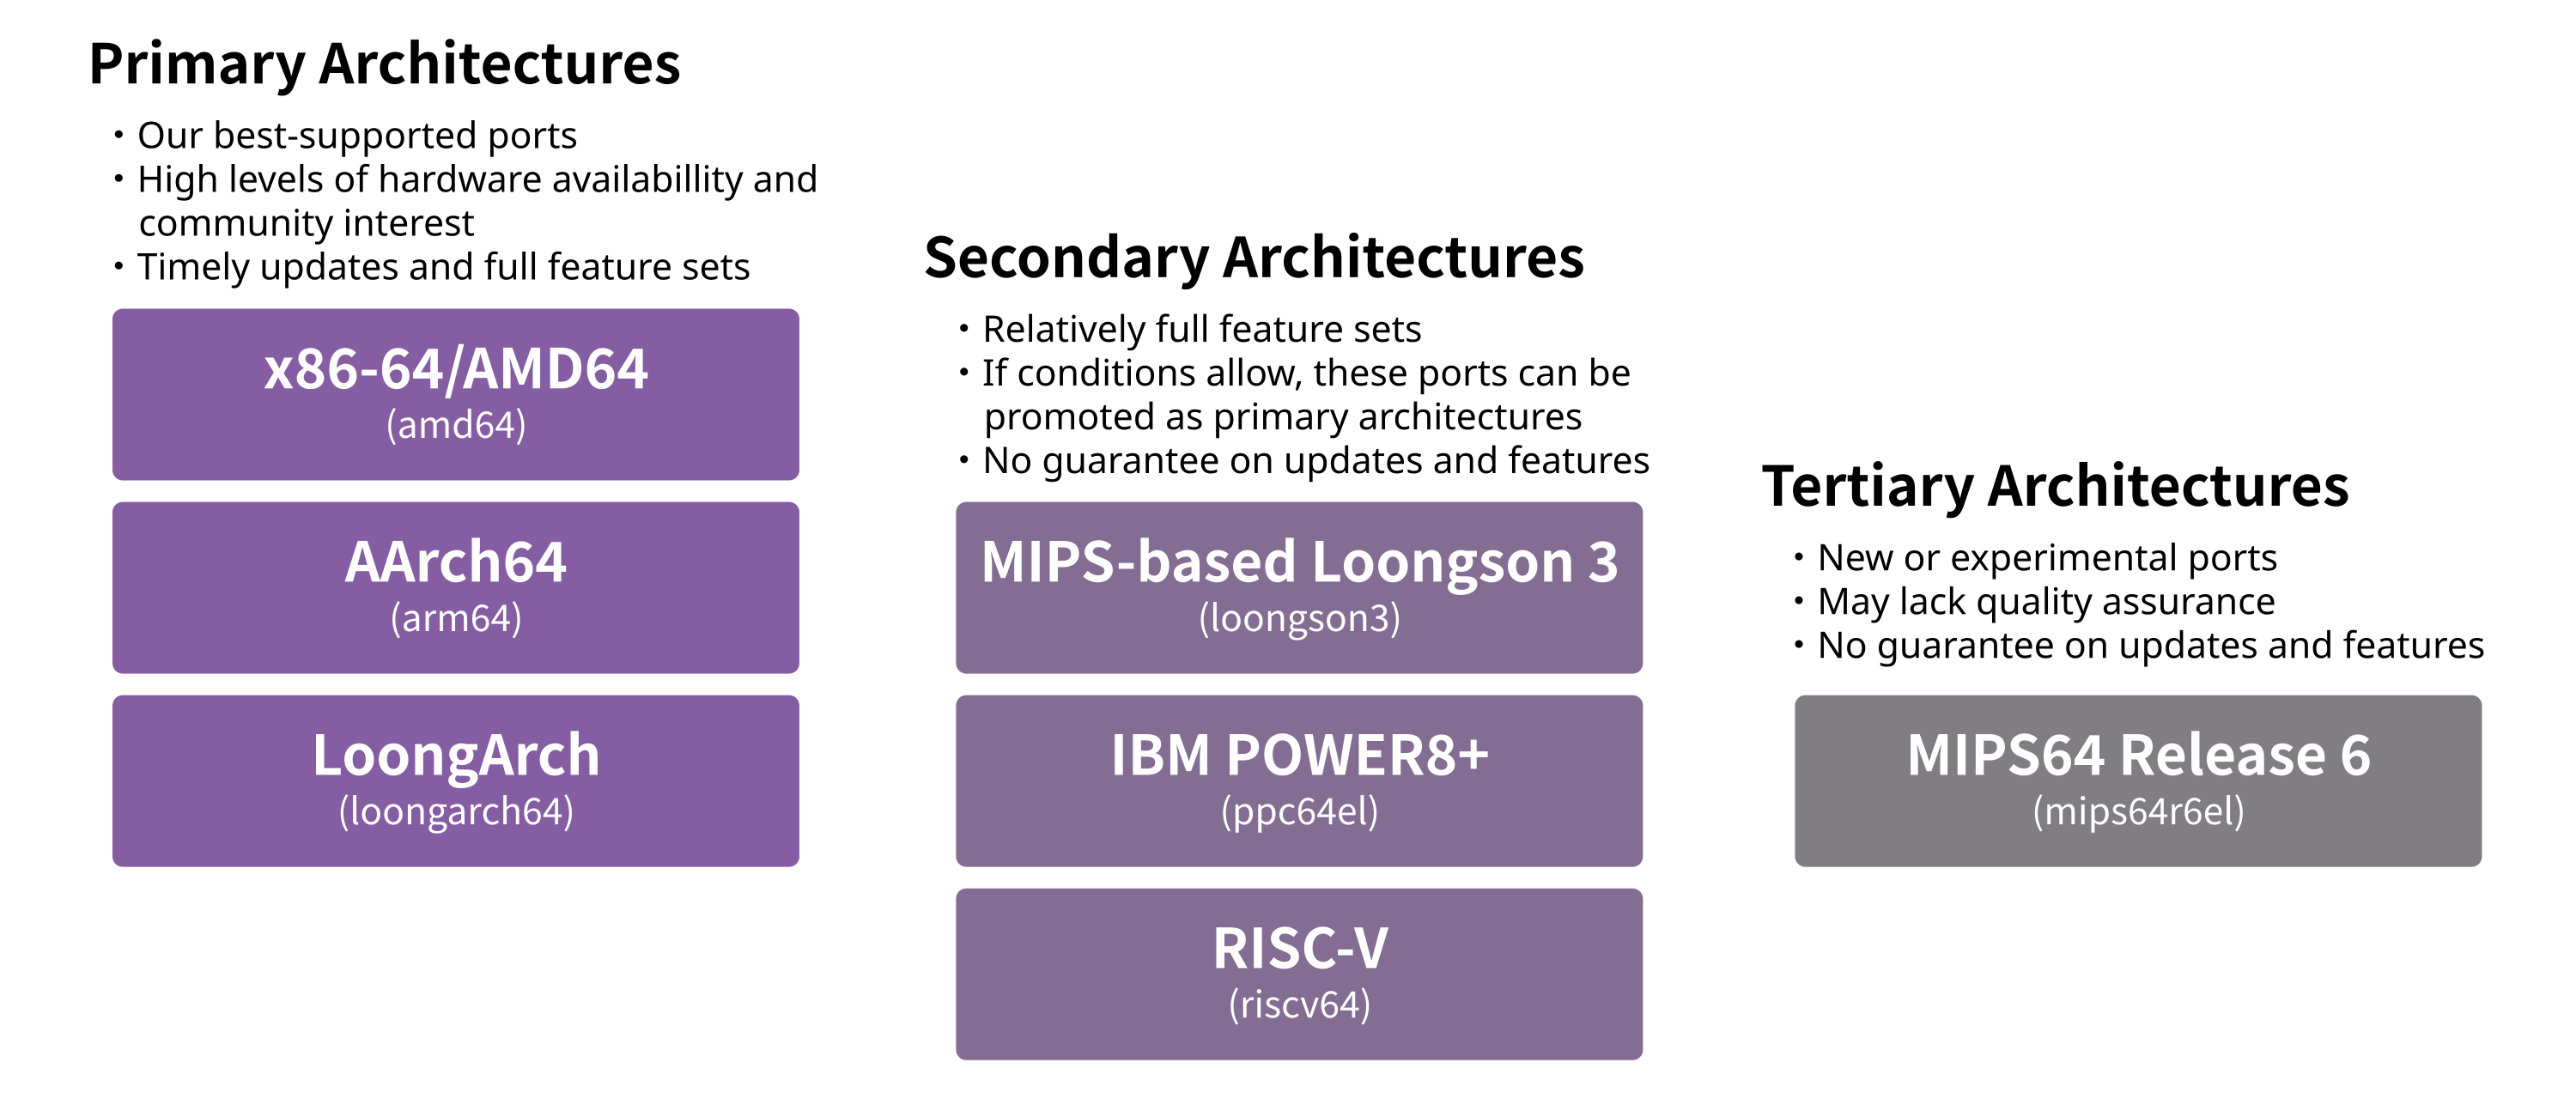 Primary Architectures
• Our best-supported ports
• High levels of hardware availabillity and
community interest
• Timely updates and full feature sets
x86-64/AMD64
(amd64)
AArch64
(arm64)
LoongArch
(loongarch64)
Secondary Architectures
• Relatively full feature sets
• If conditions allow, these ports can be
promoted as primary architectures
• No guarantee on updates and features
MIPS-based Loongson 3
(loongson3)
IBM POWER8+
(ppc64el)
RISC-V
(riscv64)
Tertiary Architectures
• New or experimental ports
• May lack quality assurance
• No guarantee on updates and features
MIPS64 Release 6
(mips64r6el)